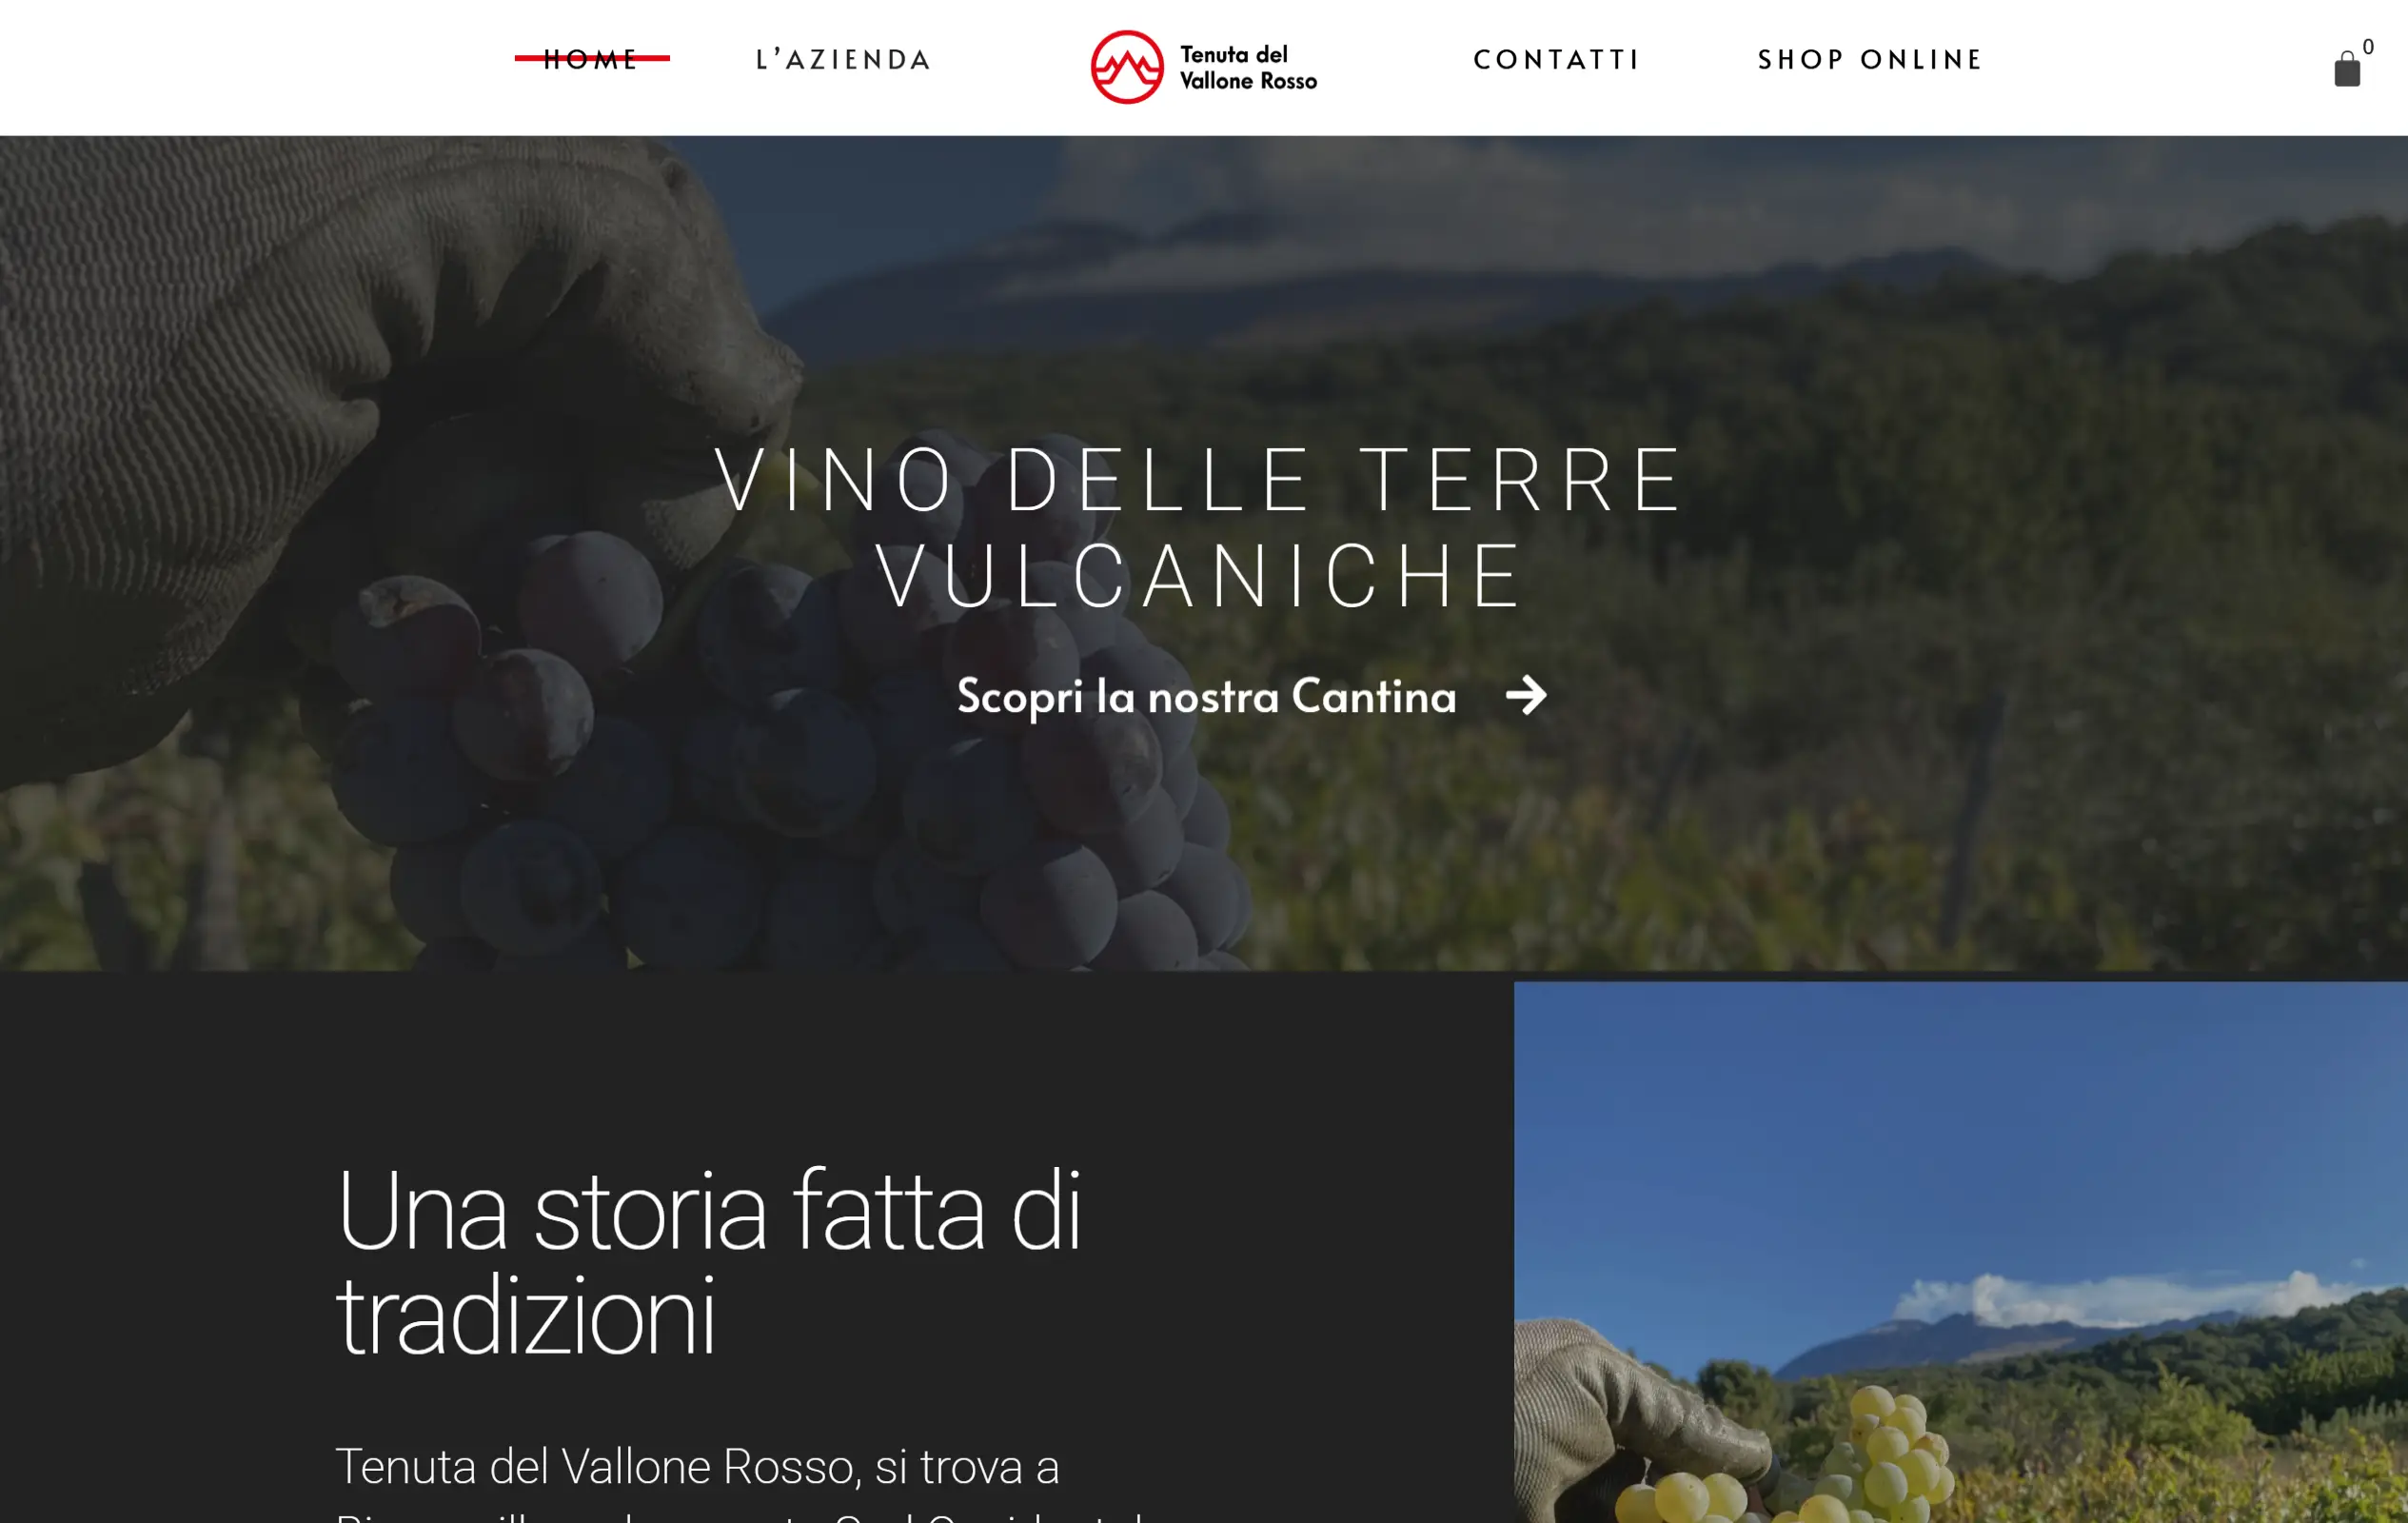 HOME
L'AZIENDA
Tenuta del
Vallone Rosso
CONTATTI
SHOP ONLINE
0
VINO DELLE TERRE
VULCANICHE
Scopri la nostra Cantina
Una storia fatta di
tradizioni
Tenuta del Vallone Rosso, si trova a